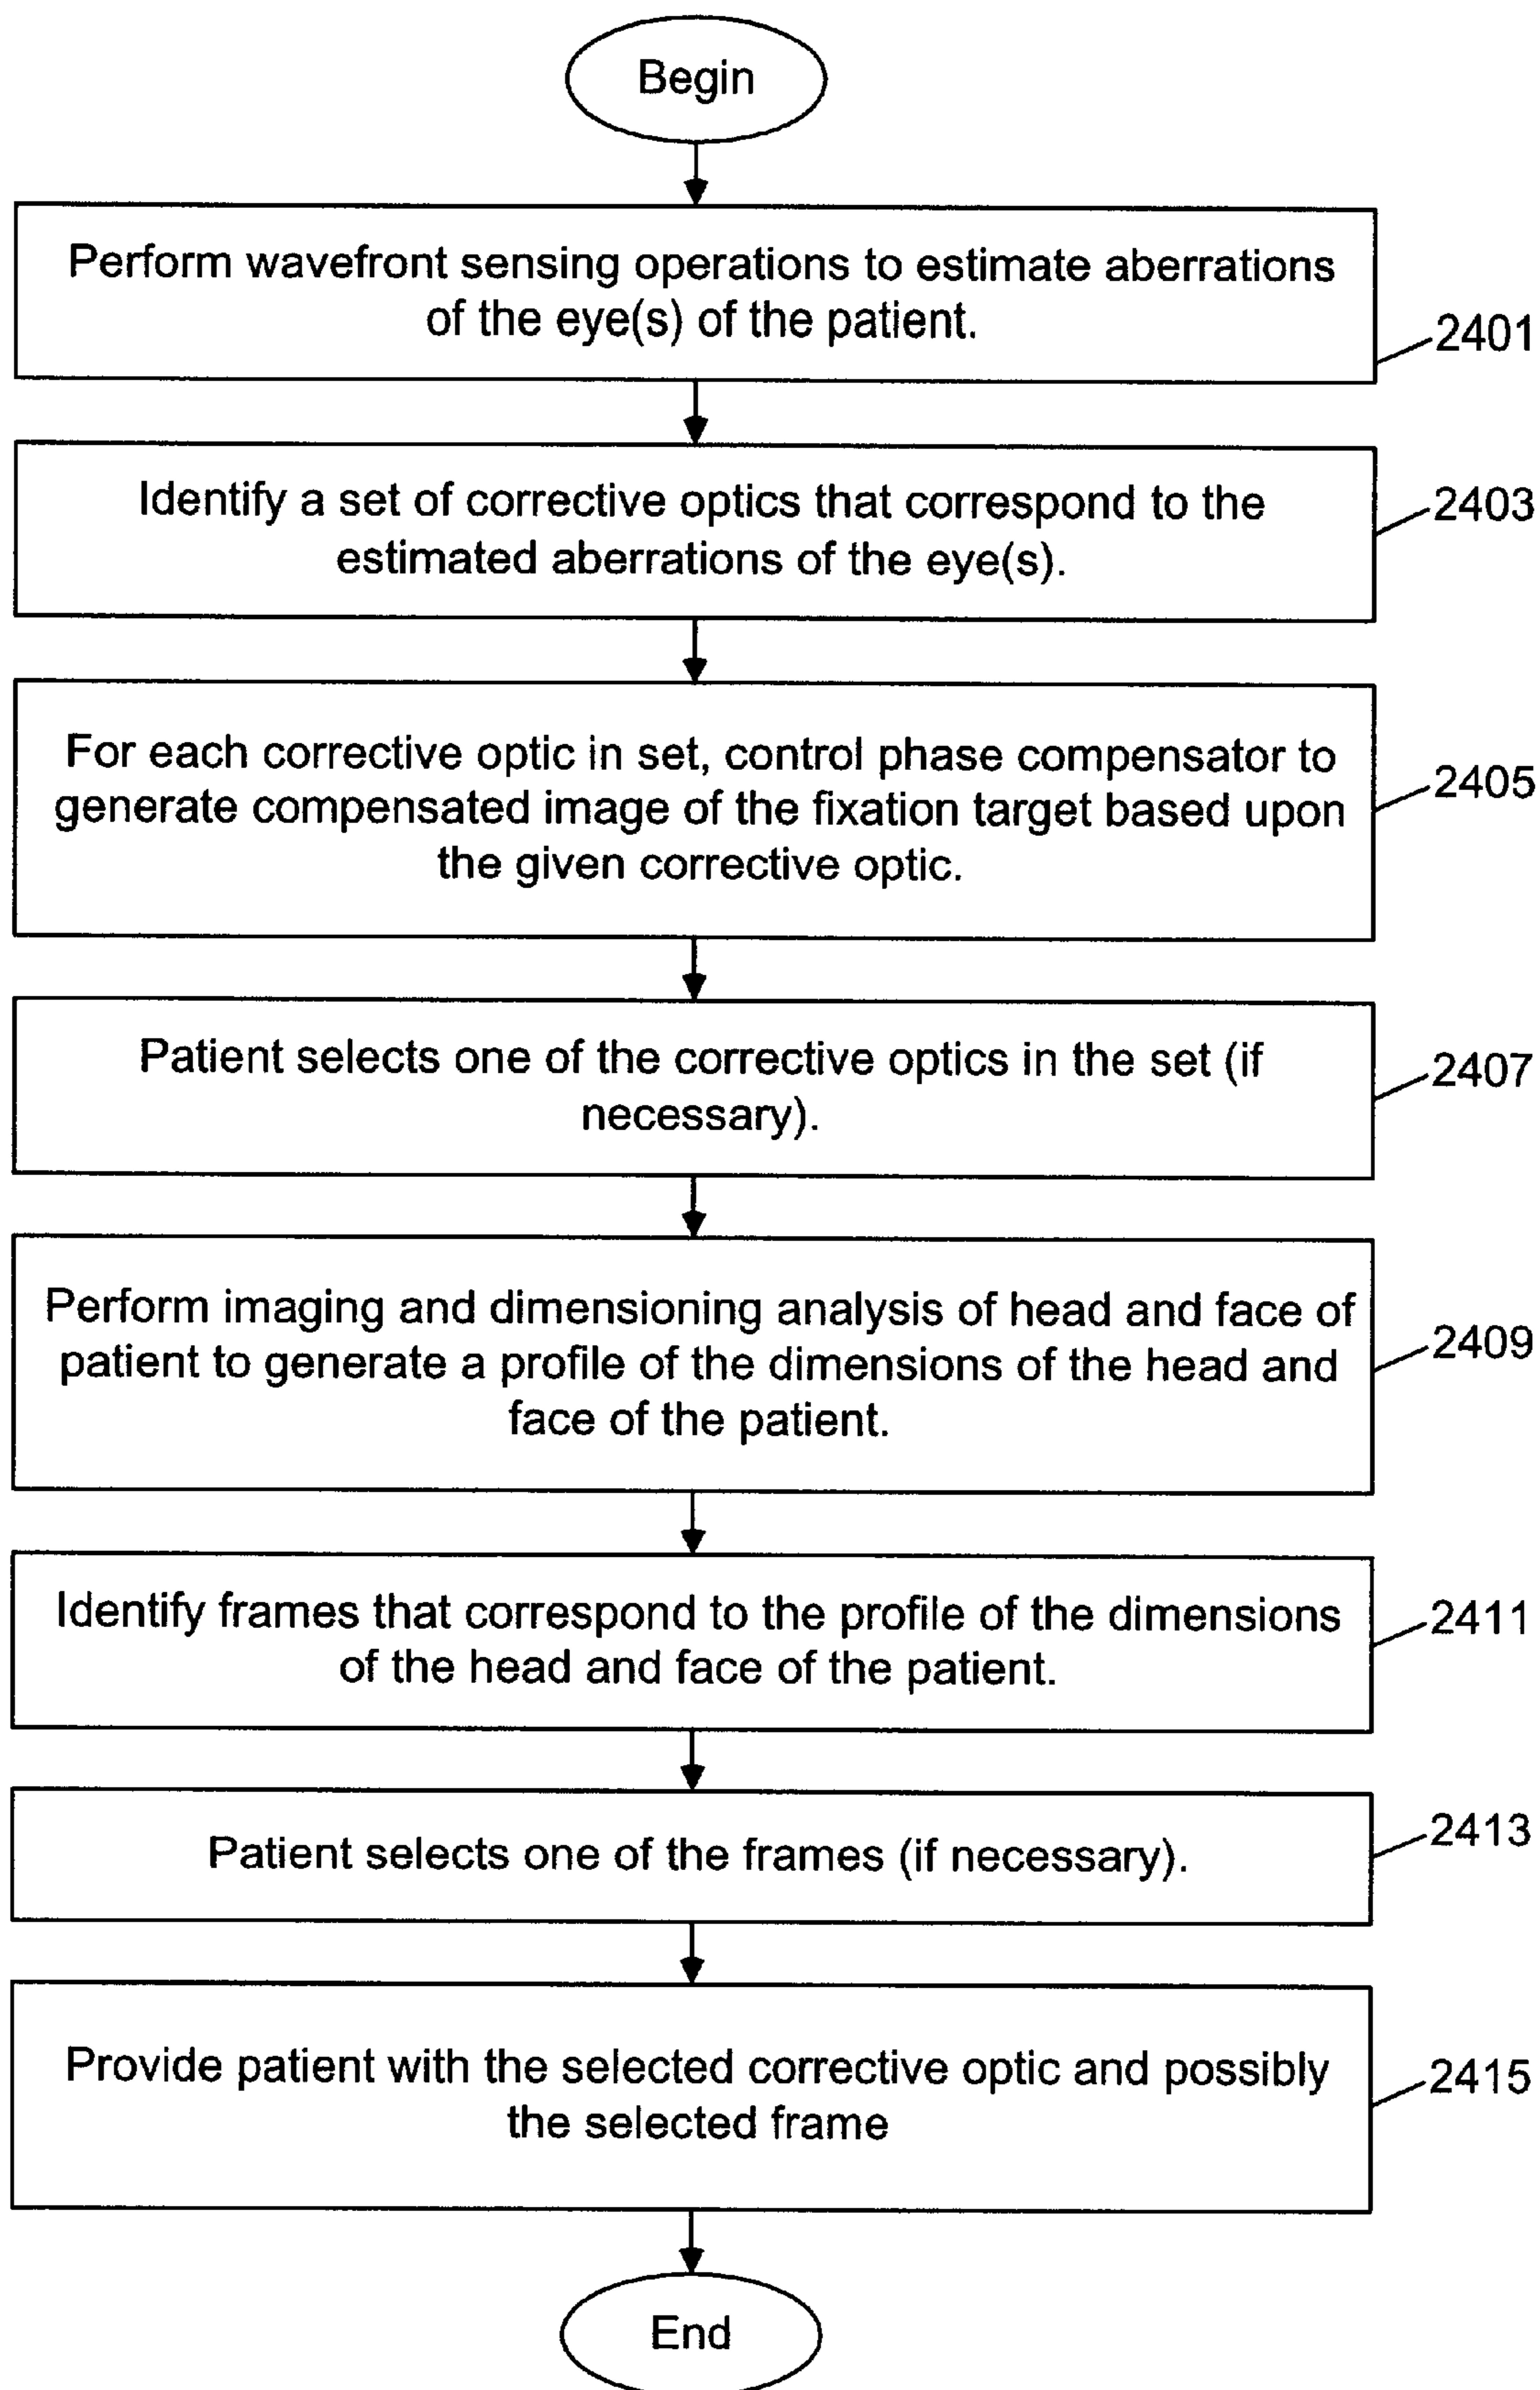 Begin
Perform wavefront sensing operations to estimate aberrations
of the eye(s) of the patient.
2401
Identify a set of corrective optics that correspond to the
estimated aberrations of the eye(s).
2403
For each corrective optic in set, control phase compensator to
generate compensated image of the fixation target based upon
the given corrective optic.
2405
Patient selects one of the corrective optics in the set (if
necessary).
2407
Perform imaging and dimensioning analysis of head and face of
patient to generate a profile of the dimensions of the head and
face of the patient.
2409
Identify frames that correspond to the profile of the dimensions
of the head and face of the patient.
2411
Patient selects one of the frames (if necessary).
2413
Provide patient with the selected corrective optic and possibly
the selected frame
2415
End